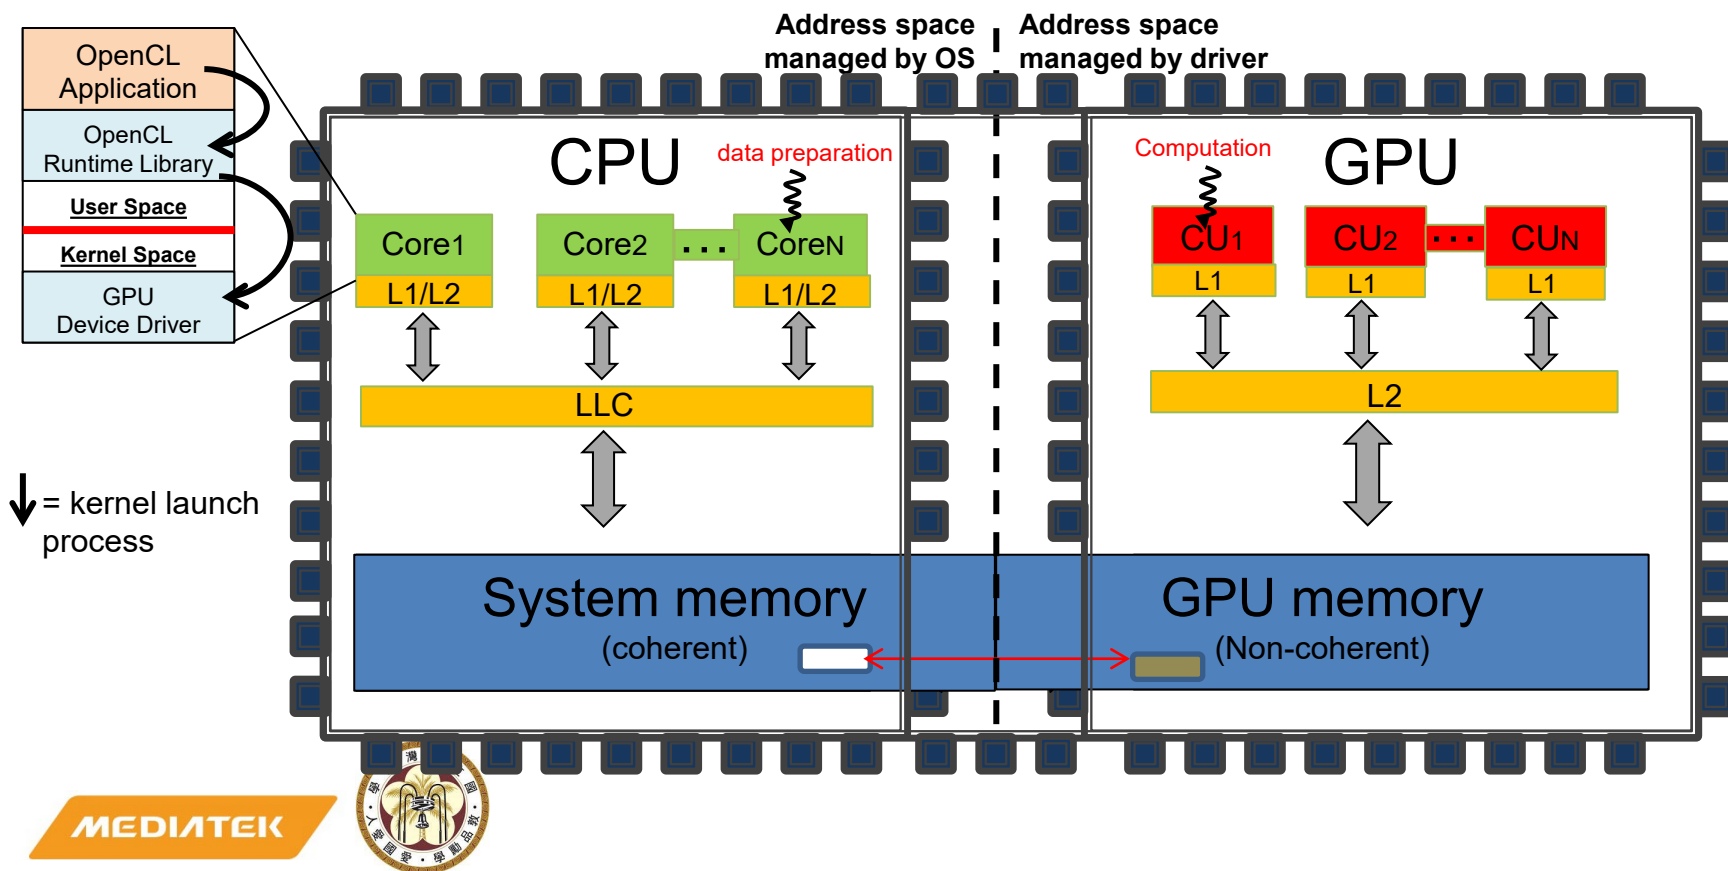 Address space
managed by OS
Address space
managed by driver
OpenCL
Application
OpenCL
Runtime Library
User Space
Kernel Space
GPU
Device Driver
CPU
data preparation
Core1
Core2
...
CoreN
L1/L2
L1/L2
L1/L2
LLC
Computation
GPU
CU1
CU2
...
CUN
L1
L1
L1
L2
= kernel launch
process
System memory
(coherent)
GPU memory
(Non-coherent)
MEDIATEK